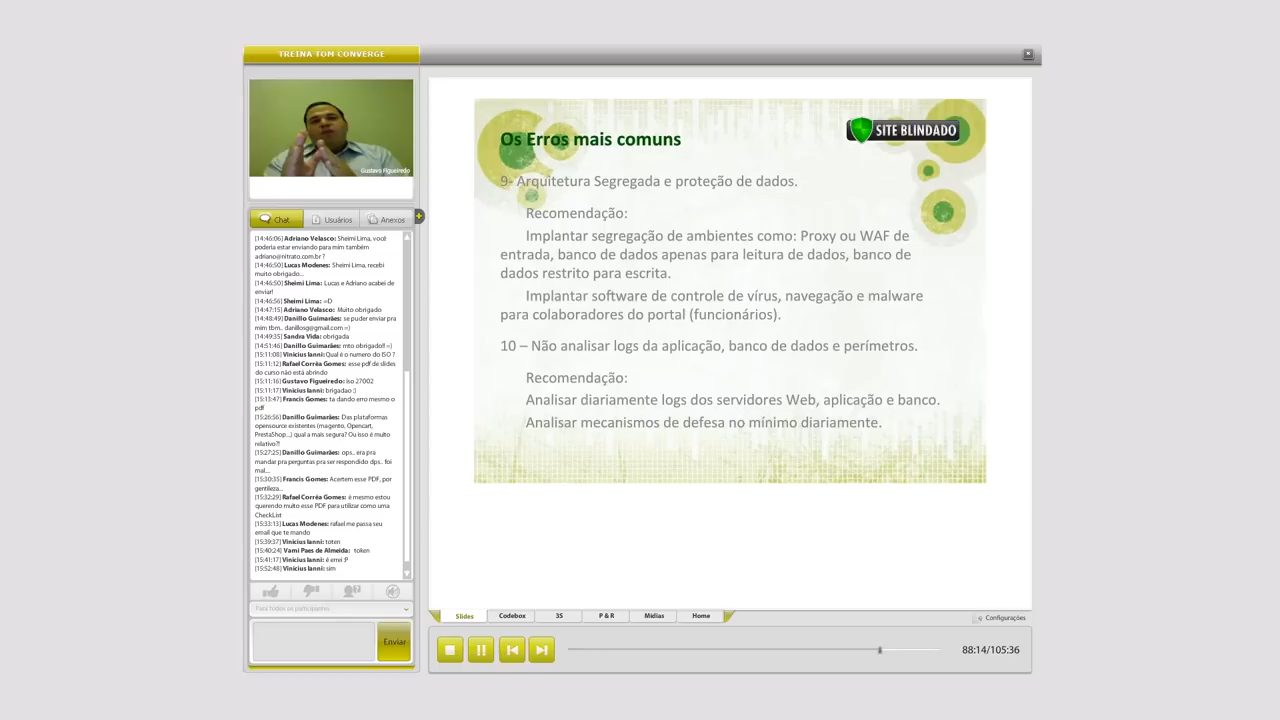 TREINA TOM CONVERGE
Gustavo Figueiredo
Chat
Usuários
Anexos
[14:46:06] Adriano Velasco: Sheimi Lima, você
poderia estar enviando para mim também
adriano@nitrato.com.br ?
[14:46:50] Lucas Modenes: Sheimi Lima, recebi
muito obrigado...
[14:46:50] Sheimi Lima: Lucas e Adriano acabei de
enviar!
[14:46:56] Sheimi Lima: =D
[14:47:15] Adriano Velasco: Muito obrigado
[14:48:49] Danillo Guimarães: se puder enviar pra
mim tbm.. danillosg@gmail.com =)
[14:49:35] Sandra Vida: obrigada
[14:51:46] Danillo Guimarães: mto obrigado!! =)
[15:11:08] Vinicius Ianni: Qual é o numero do ISO ?
[15:11:12] Rafael Corrêa Gomes: esse pdf de slides
do curso não está abrindo
[15:11:16] Gustavo Figueiredo: iso 27002
[15:11:17] Vinicius Ianni: brigadao :)
[15:13:47] Francis Gomes: ta dando erro mesmo o
pdf
[15:26:56] Danillo Guimarães: Das plataformas
opensource existentes (magento, Opencart,
PrestaShop...) qual a mais segura? Ou isso é muito
relativo?!
[15:27:25] Danillo Guimarães: ops.. era pra
mandar pra perguntas pra ser respondido dps.. foi
mal...
[15:30:35] Francis Gomes: Acertem esse PDF, por
gentileza...
[15:32:29] Rafael Corrêa Gomes: é mesmo estou
querendo muito esse PDF para utilizar como uma
CheckList
[15:33:13] Lucas Modenes: rafael me passa seu
email que te mando
[15:39:37] Vinicius Ianni: toten
[15:40:24] Vami Paes de Almeida: token
[15:41:17] Vinicius Ianni: é errei :P
[15:52:48] Vinicius Ianni: sim
Para todos os participantes
Enviar
Os Erros mais comuns
SITE BLINDADO
9- Arquitetura Segregada e proteção de dados.
Recomendação:
Implantar segregação de ambientes como: Proxy ou WAF de
entrada, banco de dados apenas para leitura de dados, banco de
dados restrito para escrita.
Implantar software de controle de vírus, navegação e malware
para colaboradores do portal (funcionários).
10 – Não analisar logs da aplicação, banco de dados e perímetros.
Recomendação:
Analisar diariamente logs dos servidores Web, aplicação e banco.
Analisar mecanismos de defesa no mínimo diariamente.
Slides
Codebox
3S
P & R
Mídias
Home
Configurações
88:14/105:36